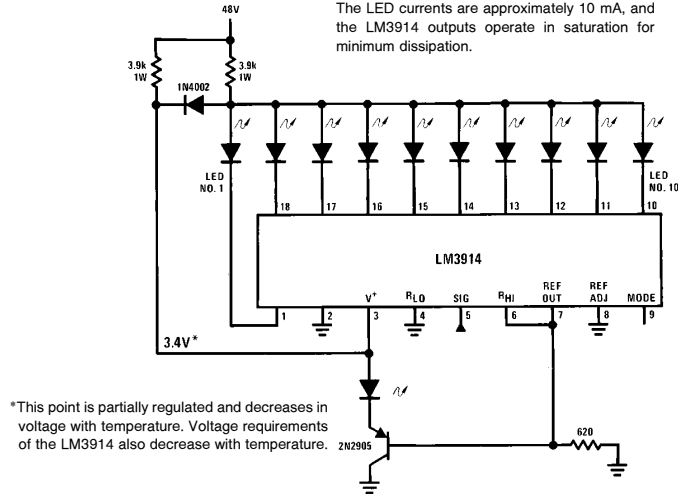 48V
The LED currents are approximately 10 mA, and
the LM3914 outputs operate in saturation for
minimum dissipation.
3.9k
1W
3.9k
1W
1N4002
LED
NO. 1
LED
NO. 10
18
17
16
15
14
13
12
11
10
LM3914
V+
RLO
SIG
RHI
REF
OUT
REF
ADJ
MODE
1
2
3
4
5
6
7
8
9
3.4V*
*This point is partially regulated and decreases in
voltage with temperature. Voltage requirements
of the LM3914 also decrease with temperature.
2N2905
620